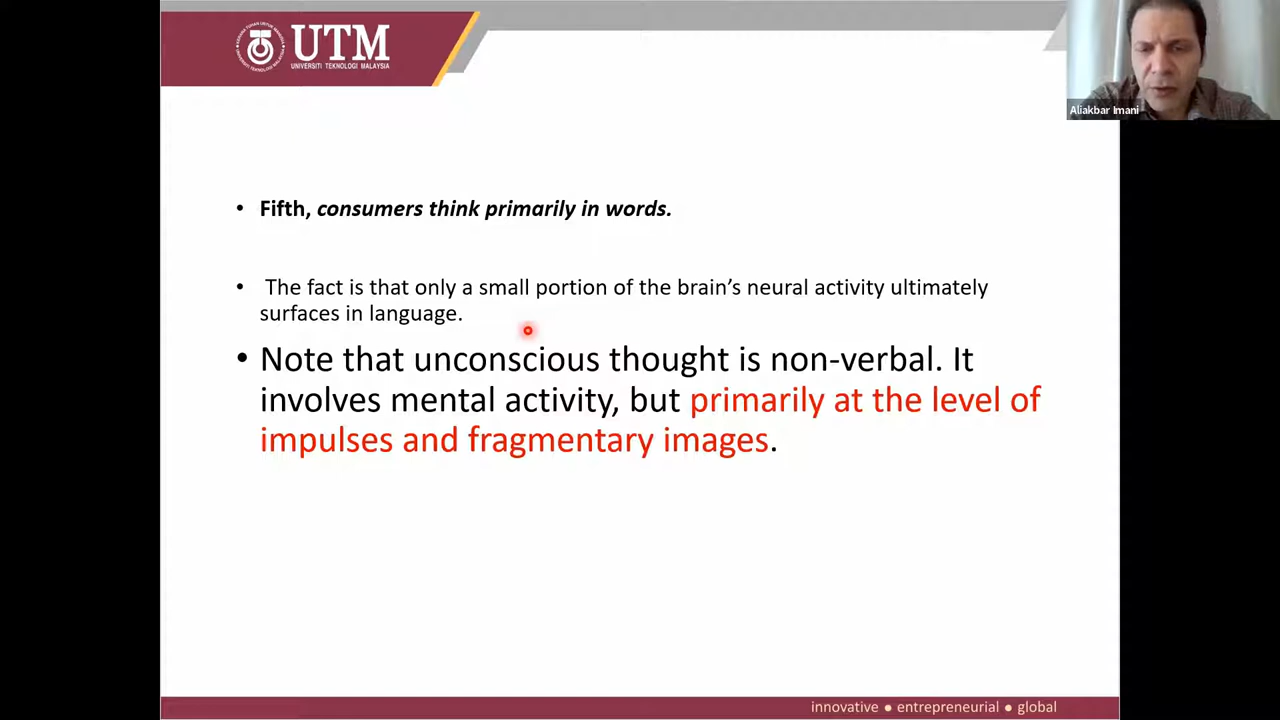 UTM
UNIVERSITI TEKNOLOGI MALAYSIA
Aliakbar Imani
• Fifth, consumers think primarily in words.
• The fact is that only a small portion of the brain’s neural activity ultimately
surfaces in language.
• Note that unconscious thought is non-verbal. It
involves mental activity, but primarily at the level of
impulses and fragmentary images.
innovative ● entrepreneurial ● global